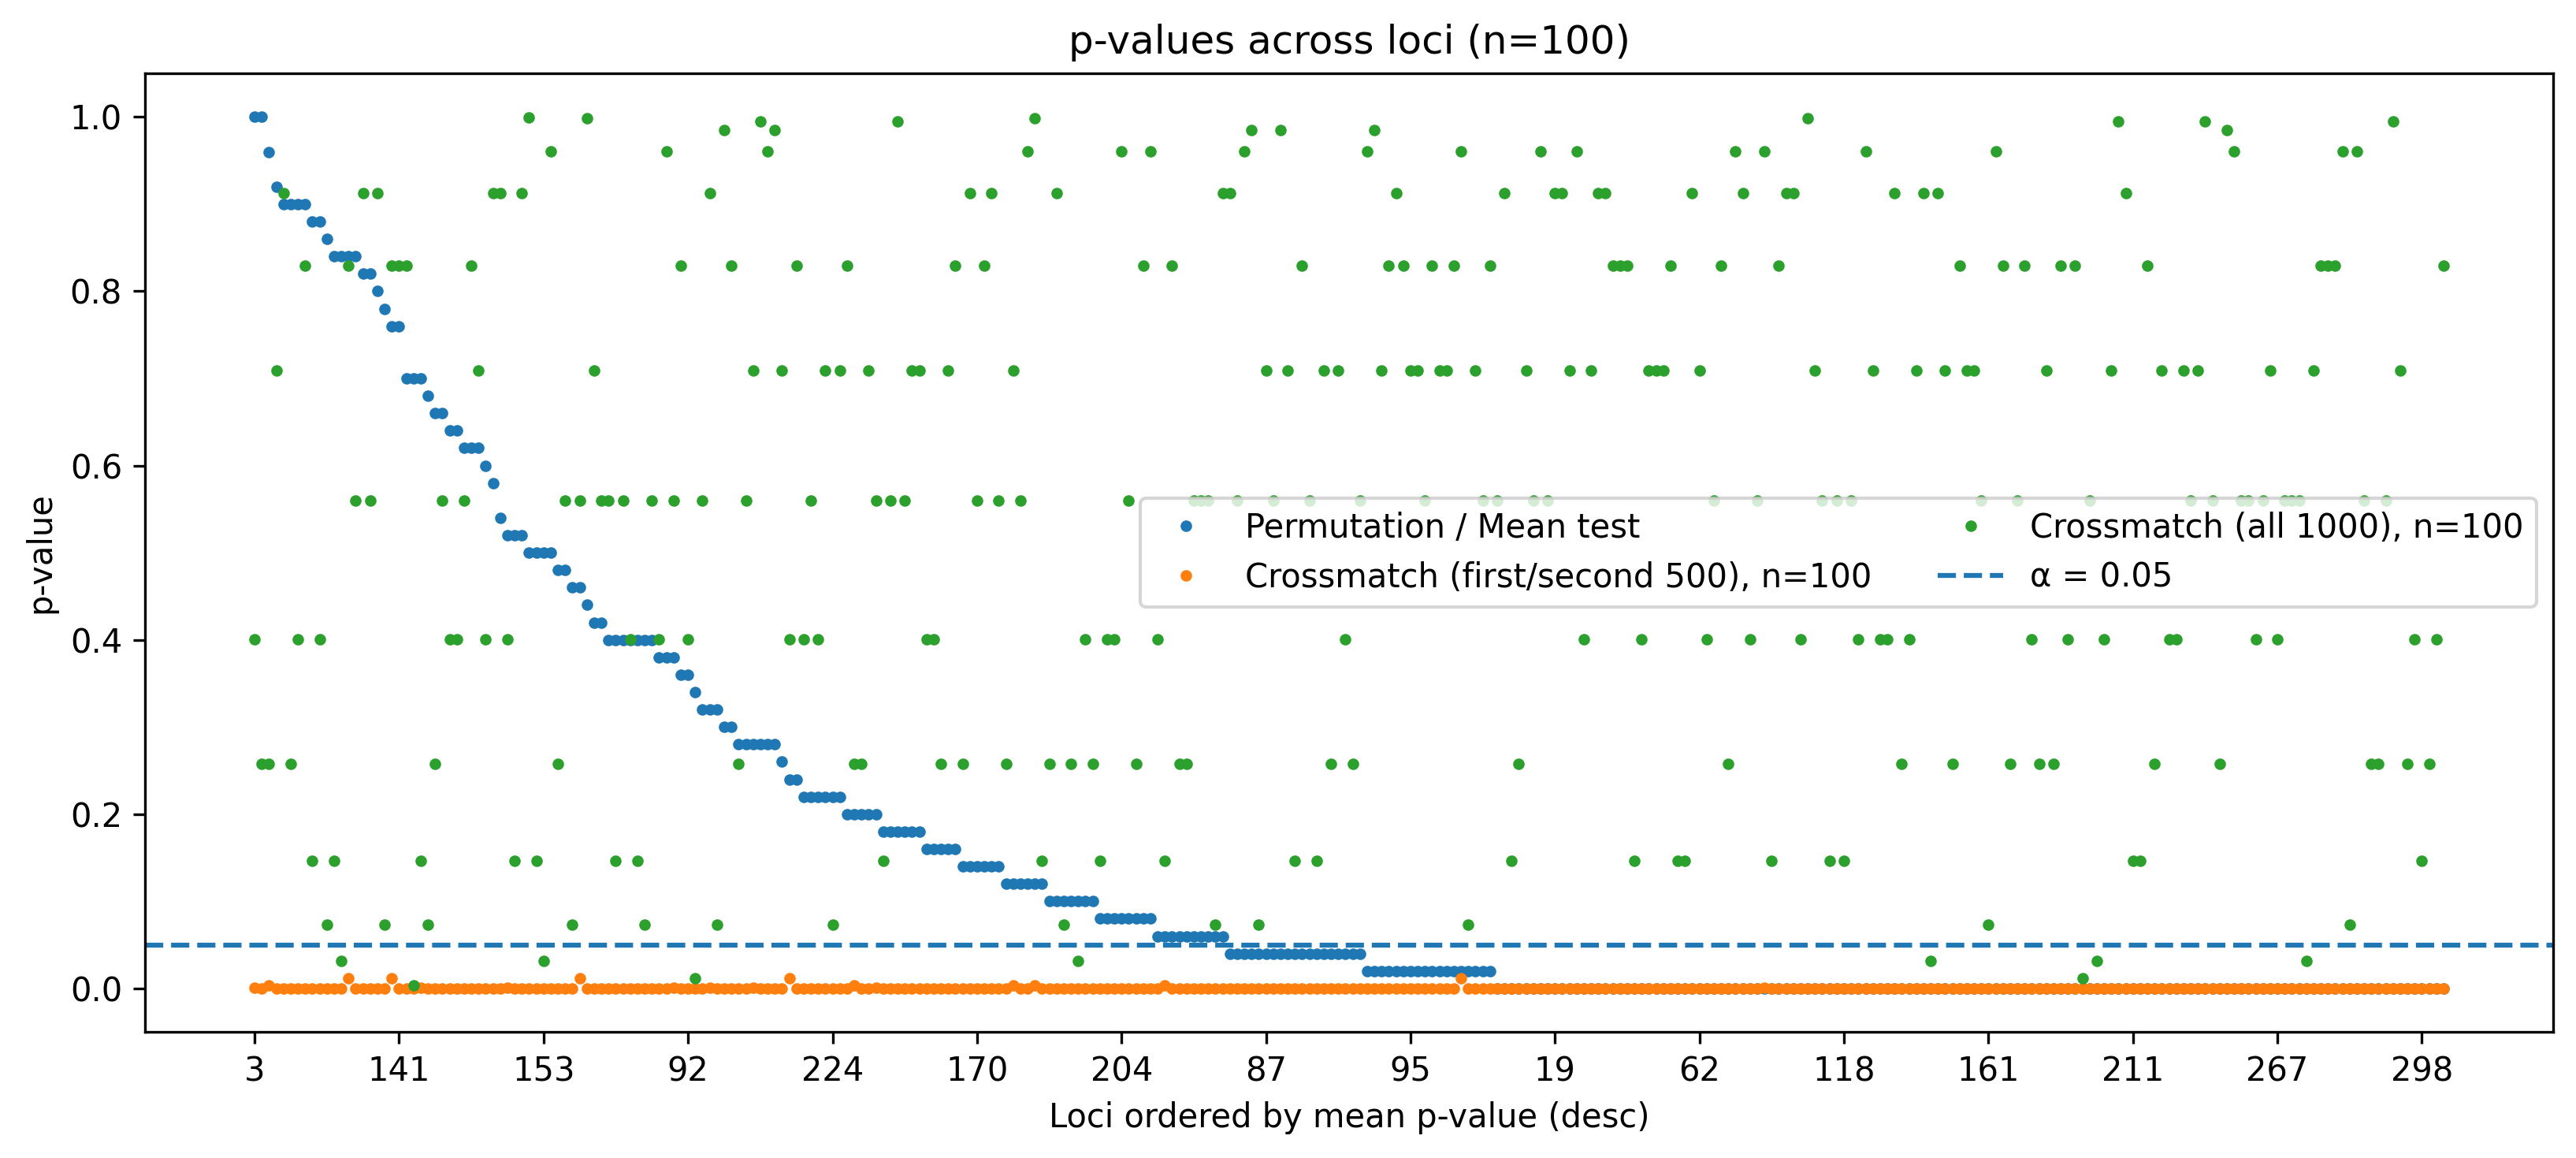 p-values across loci (n=100)
p-value
1.0
0.8
0.6
0.4
0.2
0.0
Permutation / Mean test
Crossmatch (first/second 500), n=100
Crossmatch (all 1000), n=100
α = 0.05
3 141 153 92 224 170 204 87 95 19 62 118 161 211 267 298
Loci ordered by mean p-value (desc)